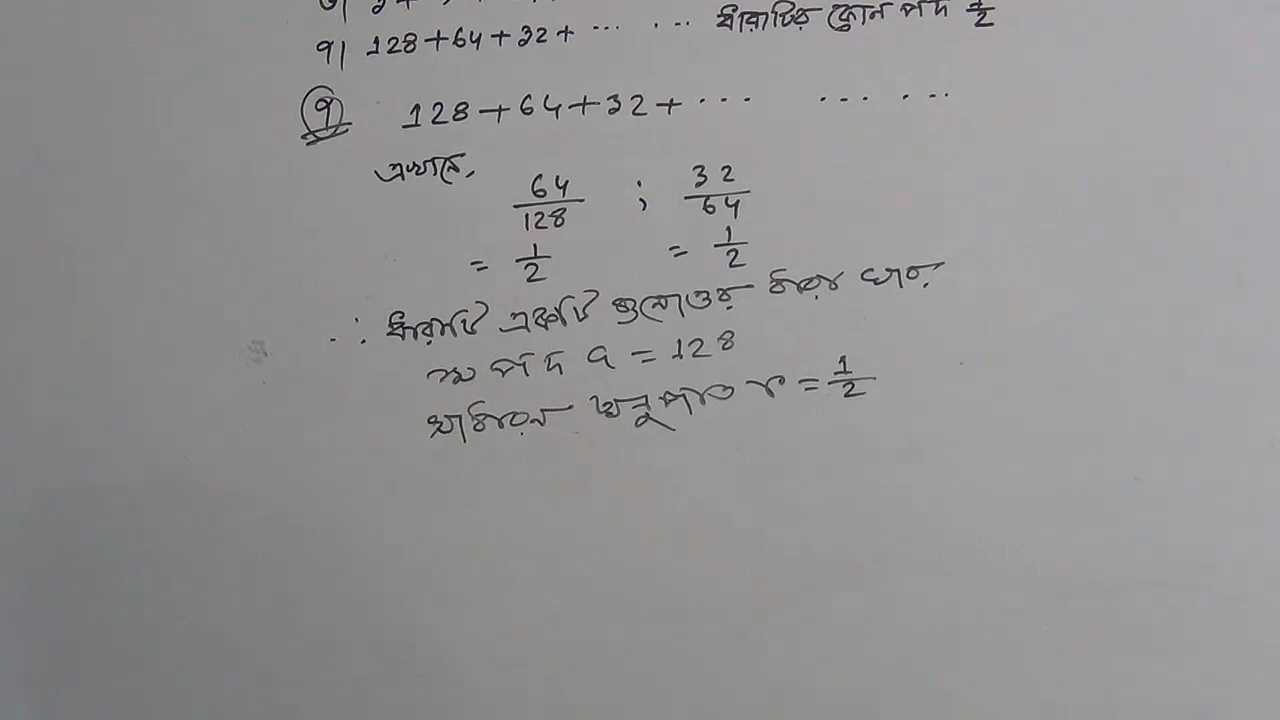 ৭| 128+64+32+ ... ... ধারাটির কোন পদ 1/2
৭ 128+64+32+ ... ... ...
এখানে,
64/128 ; 32/64
= 1/2 = 1/2
∴ ধারাটি একটি গুণোত্তর ধারা যার,
১ম পদ a = 128
সাধারন অনুপাত r = 1/2